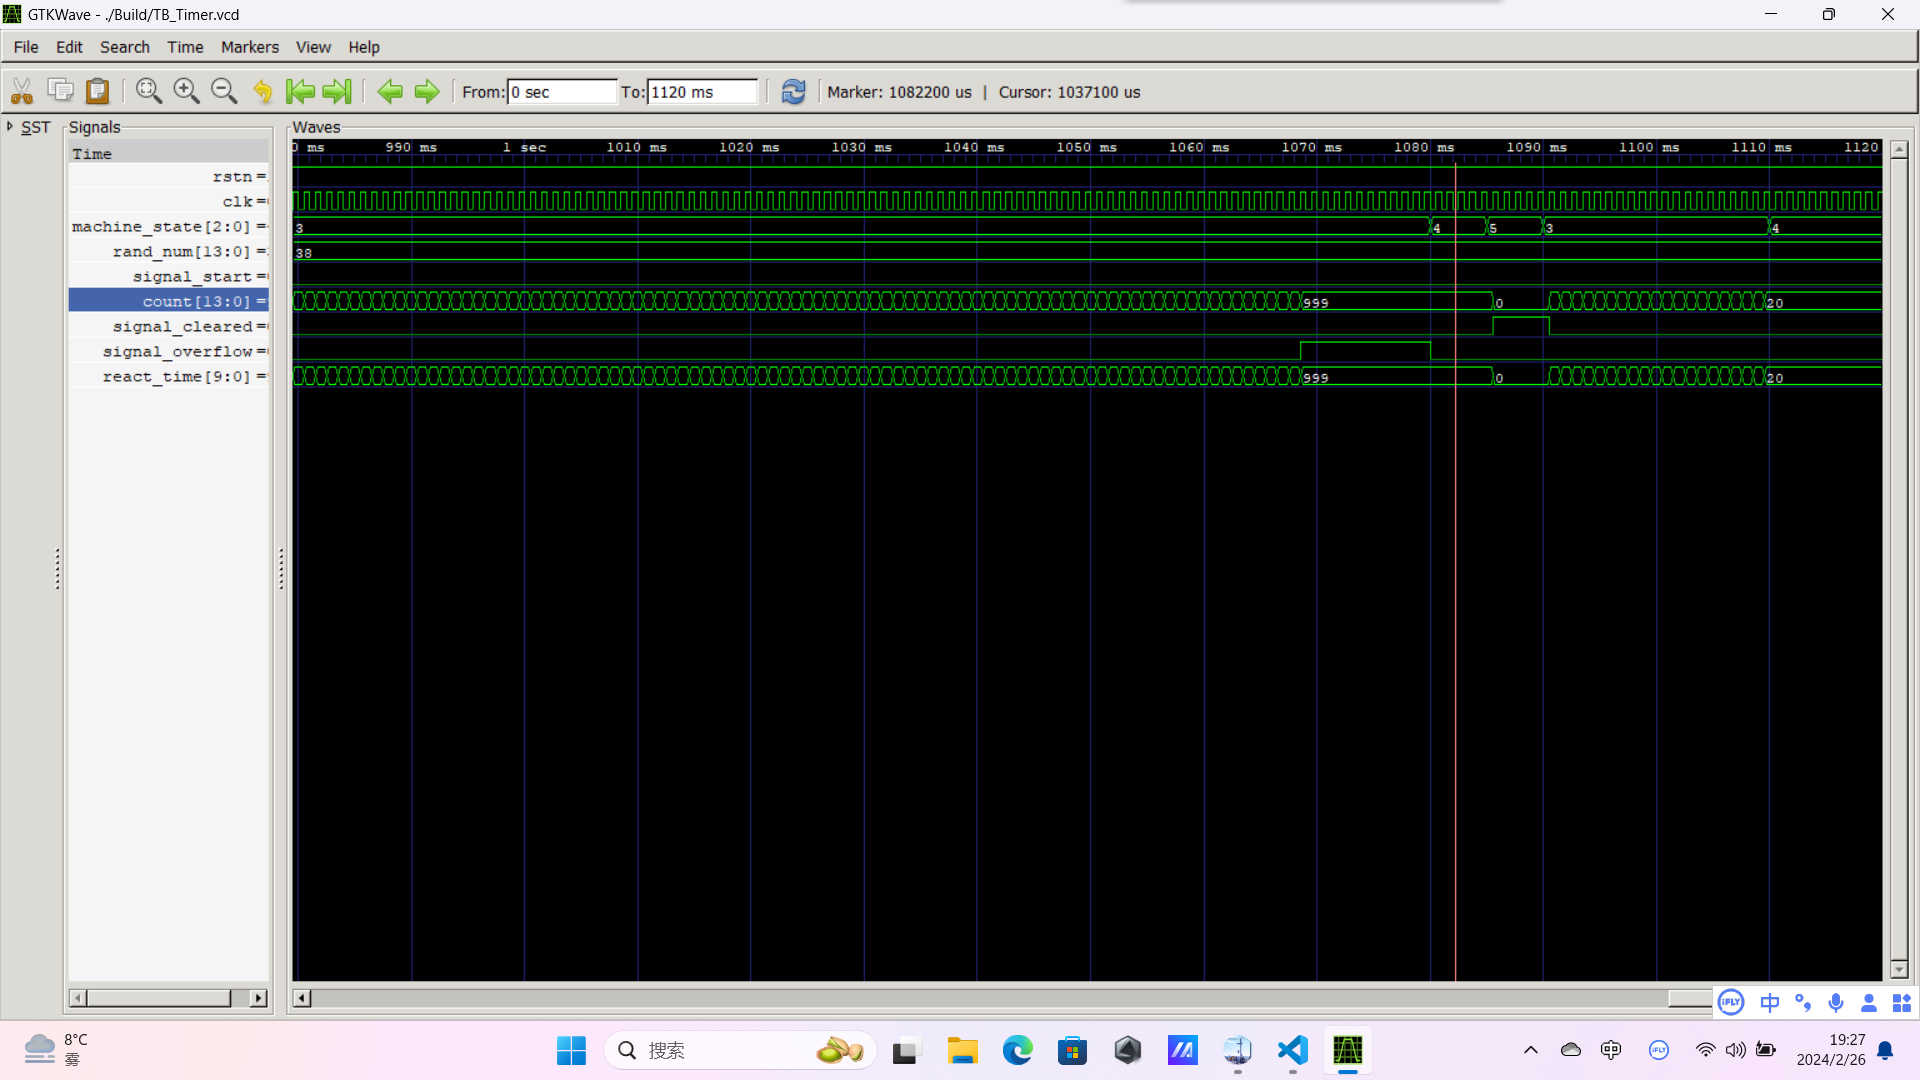 GTKWave - ./Build/TB_Timer.vcd
File Edit Search Time Markers View Help
From: 0 sec To: 1120 ms Marker: 1082200 us | Cursor: 1037100 us
SST Signals Waves
0 ms 990 ms 1 sec 1010 ms 1020 ms 1030 ms 1040 ms 1050 ms 1060 ms 1070 ms 1080 ms 1090 ms 1100 ms 1110 ms 1120
Time
rstn =
clk =
machine_state[2:0] = 3 4 5 3 4
rand_num[13:0] = 38
signal_start =
count[13:0] = 999 0 20
signal_cleared =
signal_overflow =
react_time[9:0] = 999 0 20
iFLY 中
8°C
雾
搜索
中
iFLY
19:27
2024/2/26